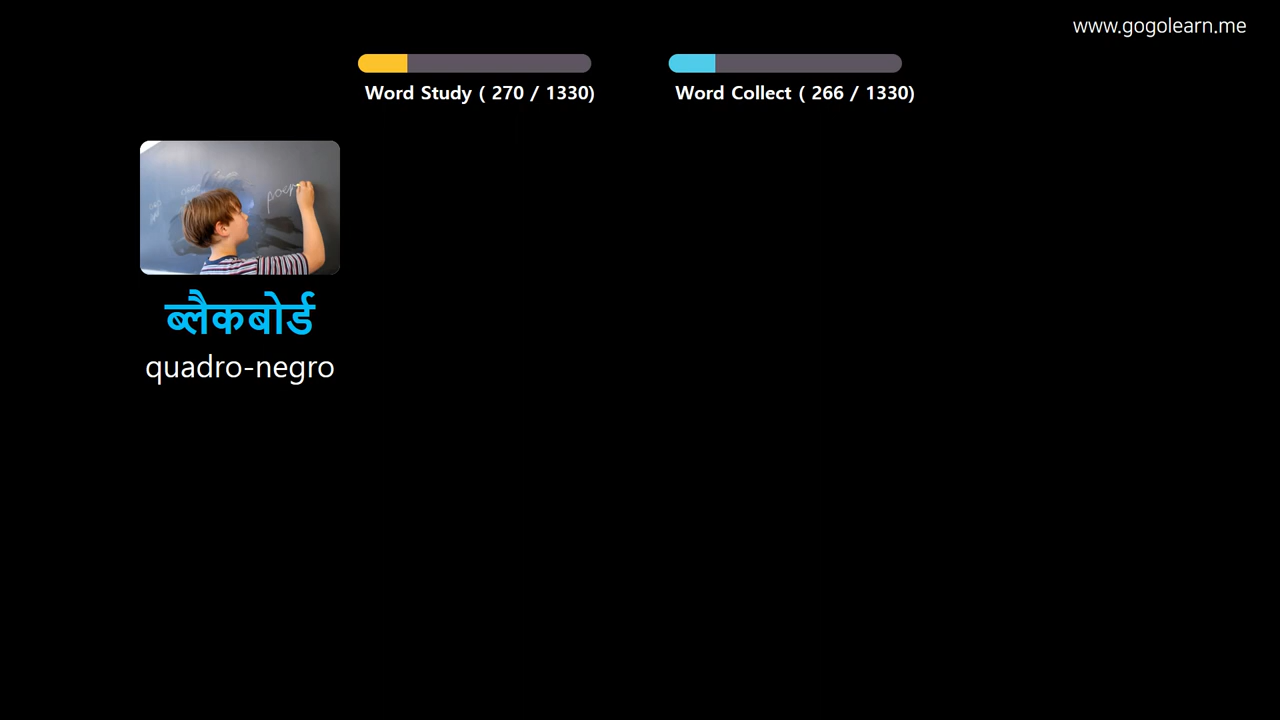 www.gogolearn.me
Word Study ( 270 / 1330)
Word Collect ( 266 / 1330)
ब्लैकबोर्ड
quadro-negro